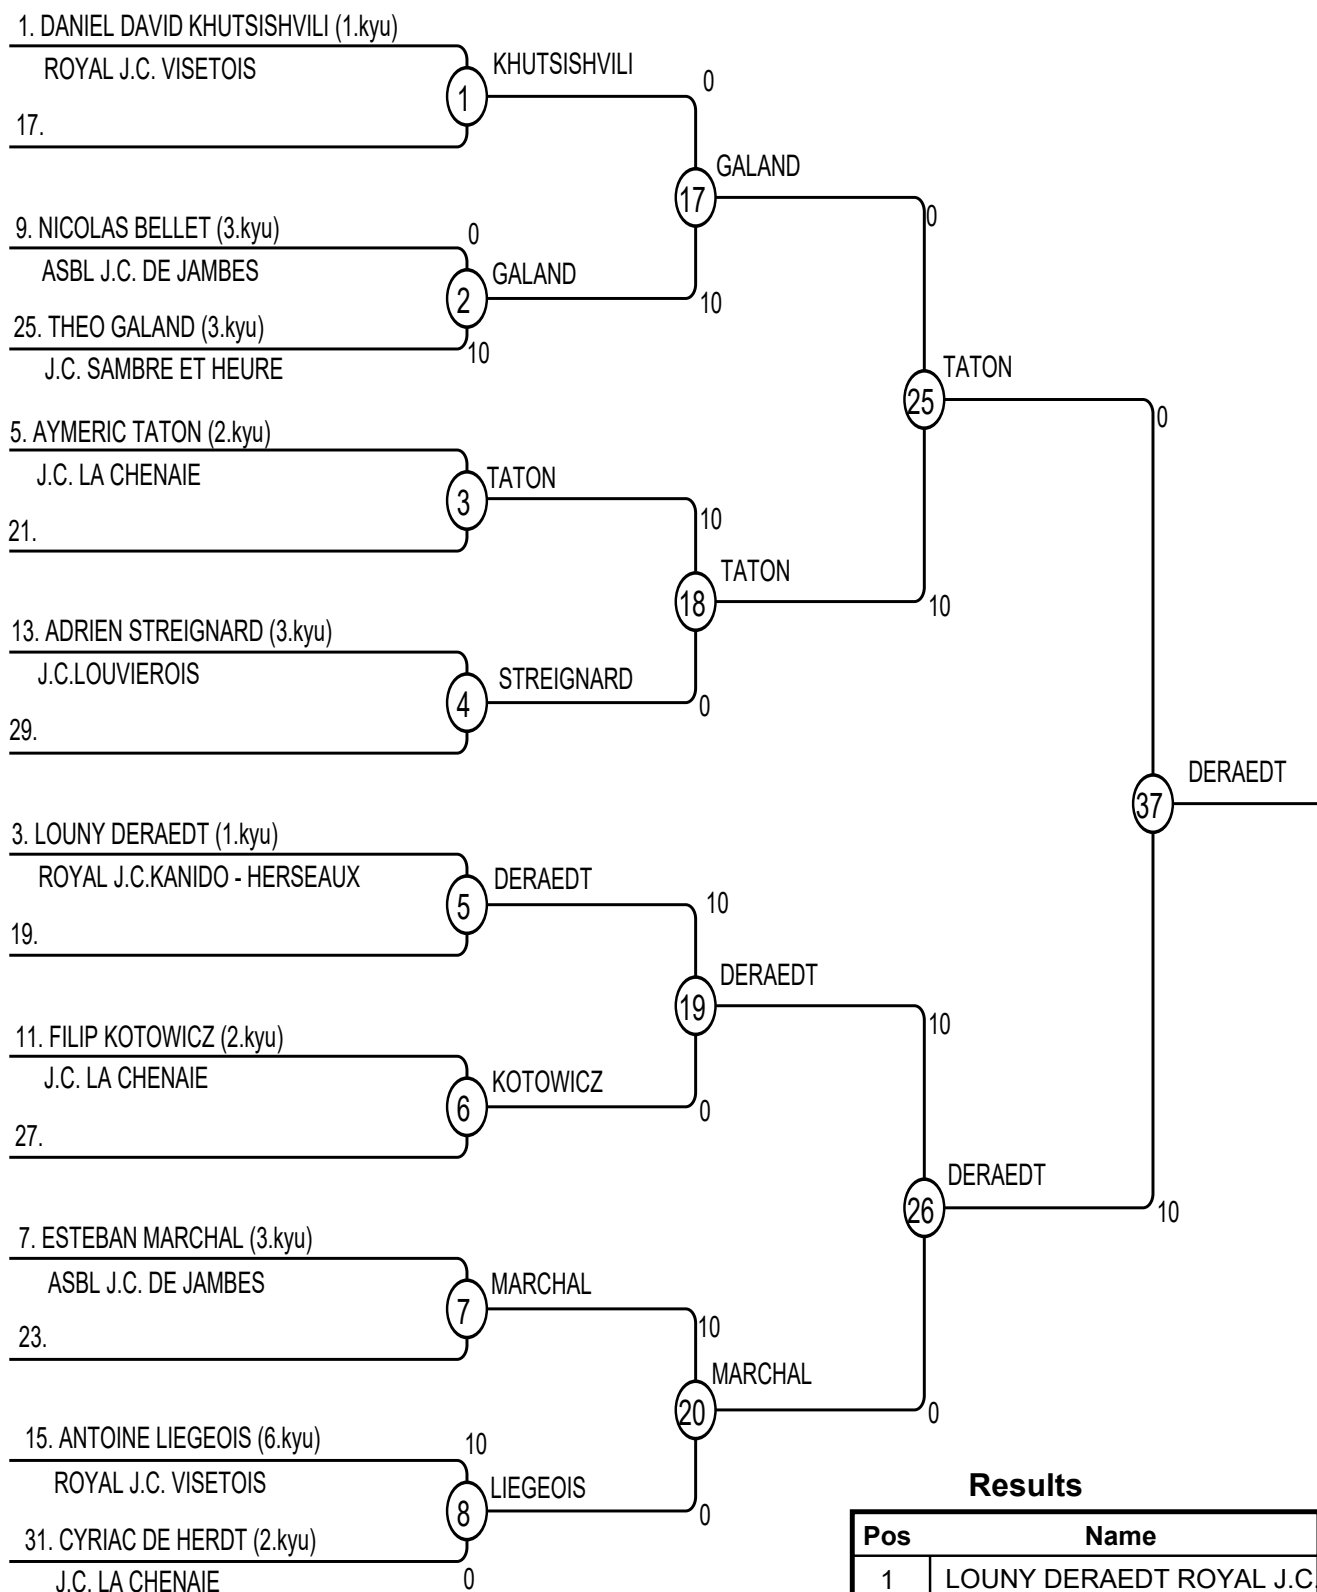 1. DANIEL DAVID KHUTSISHVILI (1.kyu)
ROYAL J.C. VISETOIS
17.
1
KHUTSISHVILI
0
9. NICOLAS BELLET (3.kyu)
0
ASBL J.C. DE JAMBES
25. THEO GALAND (3.kyu)
10
J.C. SAMBRE ET HEURE
2
GALAND
10
17
GALAND
0
5. AYMERIC TATON (2.kyu)
J.C. LA CHENAIE
21.
3
TATON
10
13. ADRIEN STREIGNARD (3.kyu)
J.C.LOUVIEROIS
29.
4
STREIGNARD
0
18
TATON
10
25
TATON
0
3. LOUNY DERAEDT (1.kyu)
ROYAL J.C.KANIDO - HERSEAUX
19.
5
DERAEDT
10
11. FILIP KOTOWICZ (2.kyu)
J.C. LA CHENAIE
27.
6
KOTOWICZ
0
19
DERAEDT
10
7. ESTEBAN MARCHAL (3.kyu)
ASBL J.C. DE JAMBES
23.
7
MARCHAL
10
15. ANTOINE LIEGEOIS (6.kyu)
10
ROYAL J.C. VISETOIS
31. CYRIAC DE HERDT (2.kyu)
0
J.C. LA CHENAIE
8
LIEGEOIS
0
20
MARCHAL
0
26
DERAEDT
10
37
DERAEDT
Results
Pos Name
1 LOUNY DERAEDT ROYAL J.C.